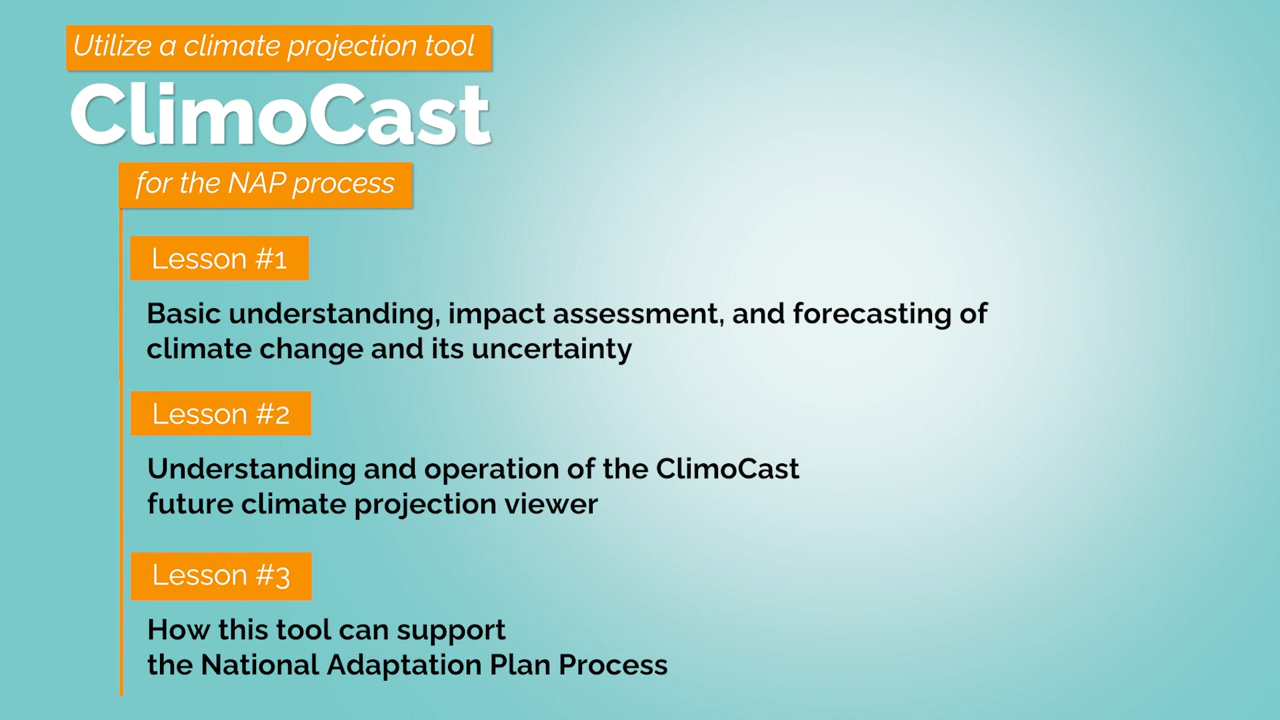 Utilize a climate projection tool
ClimoCast
for the NAP process
Lesson #1
Basic understanding, impact assessment, and forecasting of
climate change and its uncertainty
Lesson #2
Understanding and operation of the ClimoCast
future climate projection viewer
Lesson #3
How this tool can support
the National Adaptation Plan Process